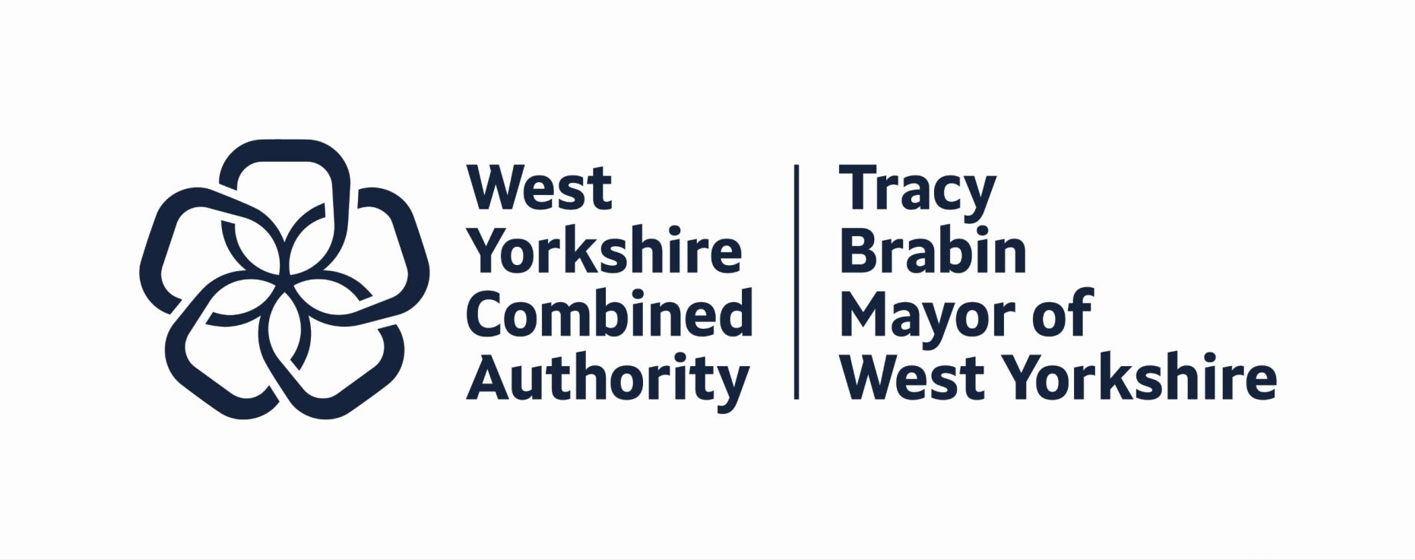 West
Yorkshire
Combined
Authority
Tracy
Brabin
Mayor of
West Yorkshire